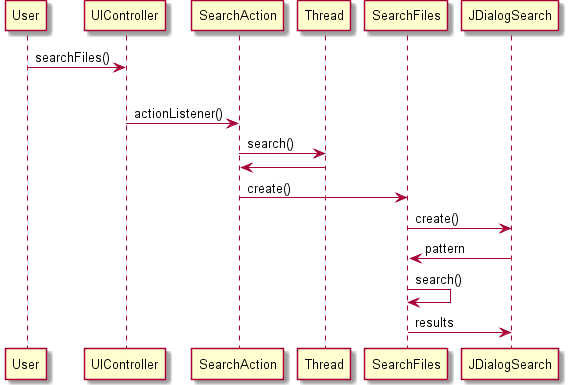 User UIController SearchAction Thread SearchFiles JDialogSearch
searchFiles()
actionListener()
search()
create()
create()
pattern
search()
results
User UIController SearchAction Thread SearchFiles JDialogSearch